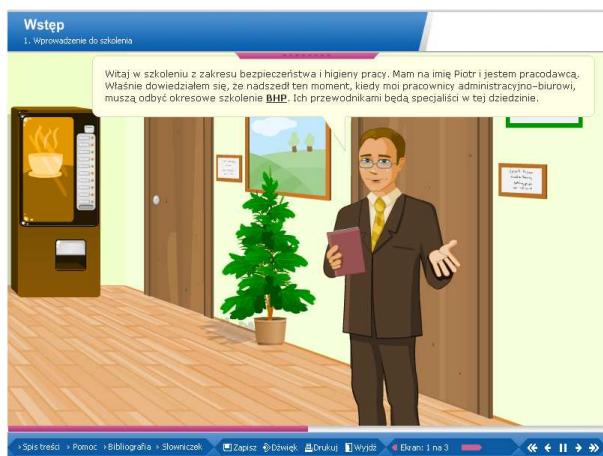 Wstęp
1. Wprowadzenie do szkolenia
Witaj w szkoleniu z zakresu bezpieczeństwa i higieny pracy. Mam na imię Piotr i jestem pracodawcą.
Właśnie dowiedziałem się, że nadszedł ten moment, kiedy moi pracownicy administracyjno-biurowi,
muszą odbyć okresowe szkolenie BHP. Ich przewodnikami będą specjaliści w tej dziedzinie.
Spis treści Pomoc Bibliografia Słowniczek Zapisz Dźwięk Drukuj Wyjdź Ekran: 1 na 3